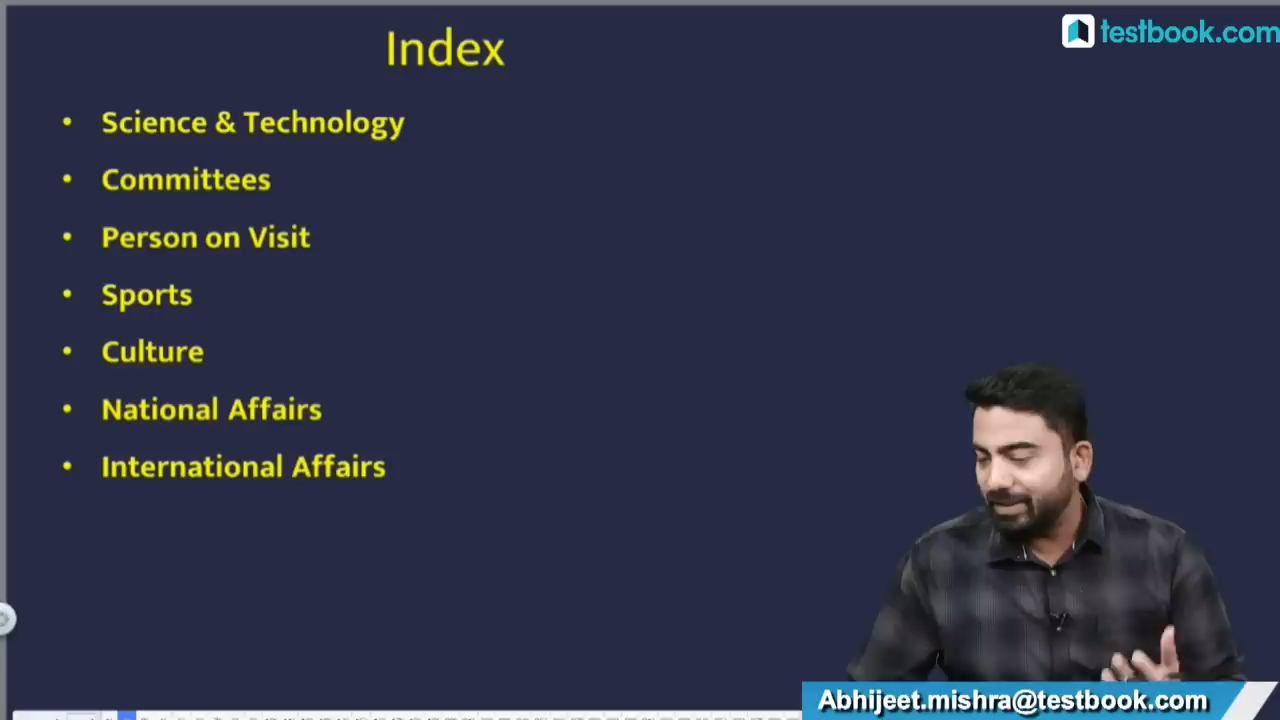 Index
testbook.com
• Science & Technology
• Committees
• Person on Visit
• Sports
• Culture
• National Affairs
• International Affairs
Abhijeet.mishra@testbook.com